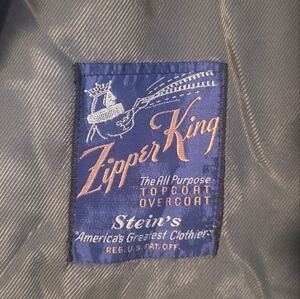 Zipper King
The All Purpose
TOPCOAT
OVERCOAT
Stein's
"America's Greatest Clothiers"
REG. U.S. PAT. OFF.